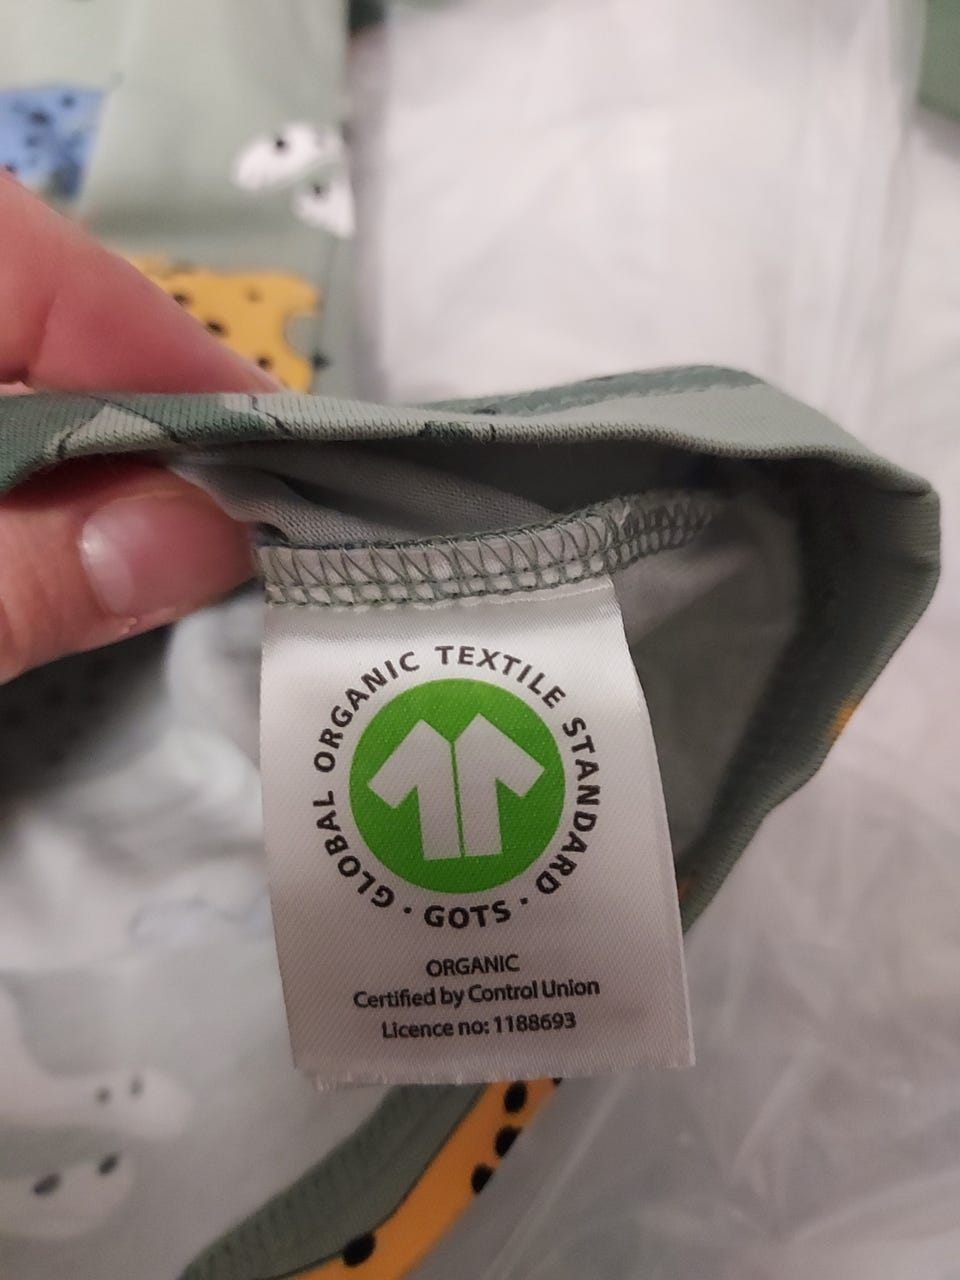 GLOBAL ORGANIC TEXTILE STANDARD
· GOTS ·
ORGANIC
Certified by Control Union
Licence no: 1188693